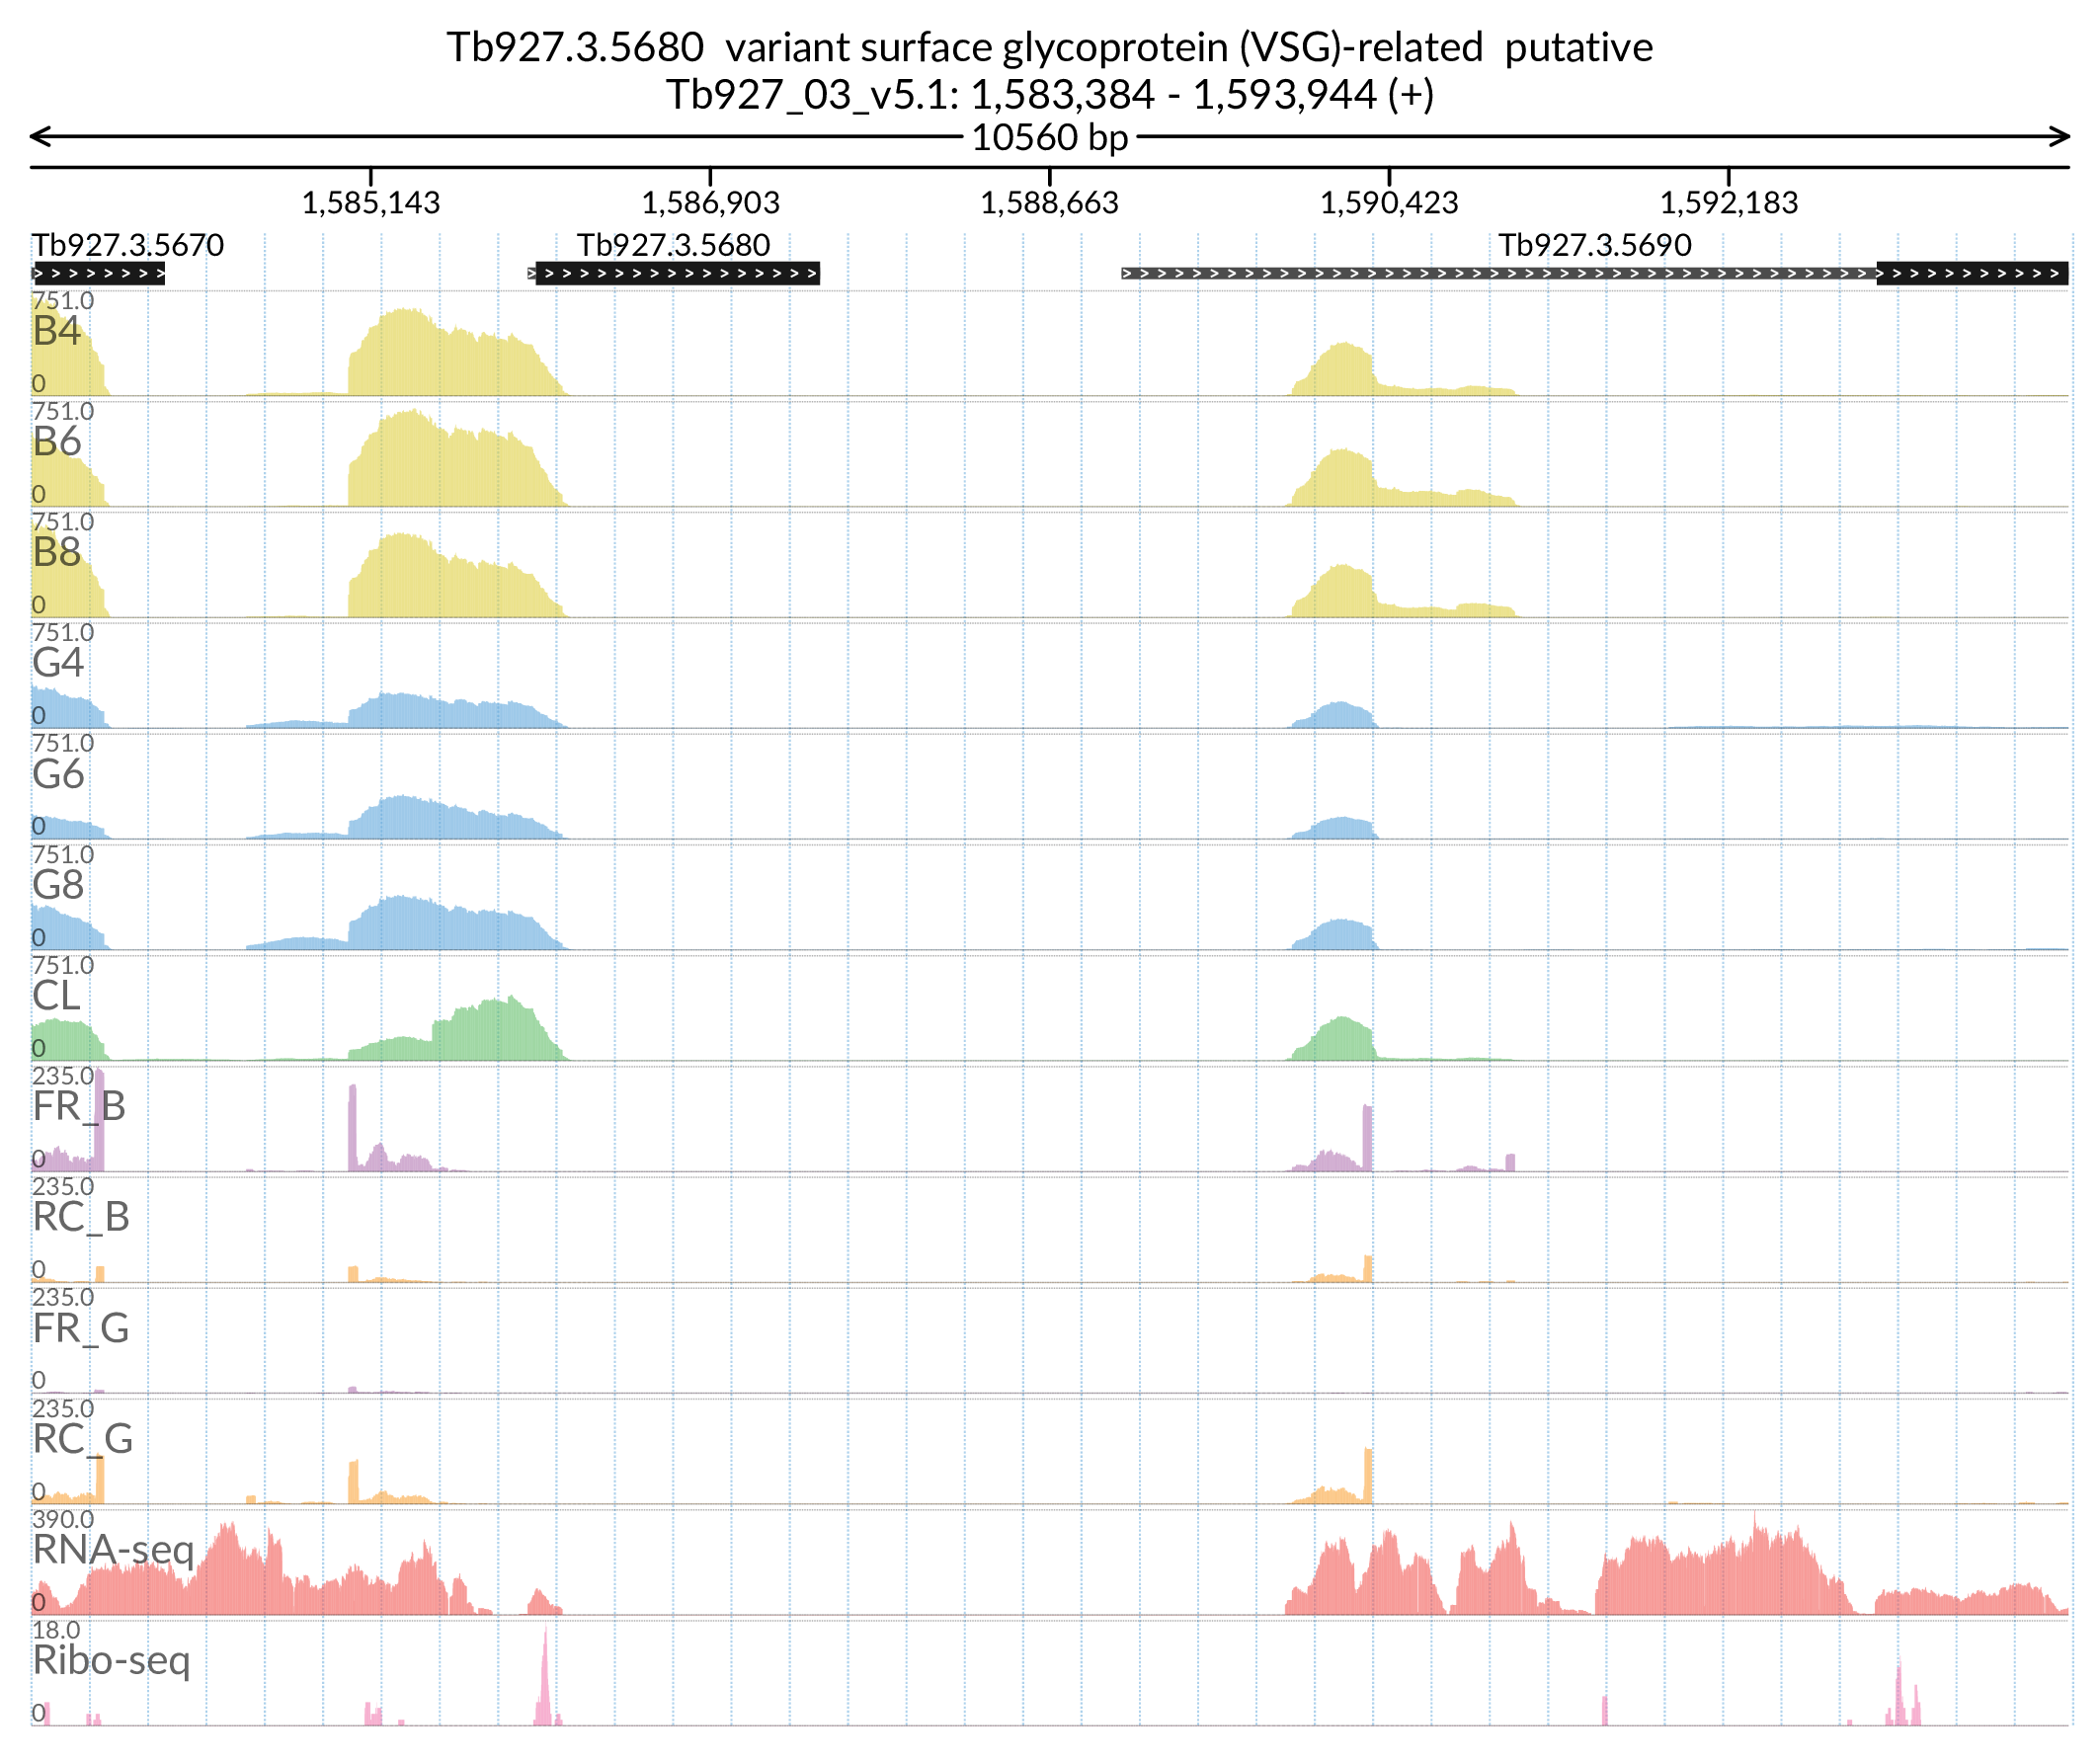 Tb927.3.5680 variant surface glycoprotein (VSG)-related putative
Tb927_03_v5.1: 1,583,384 - 1,593,944 (+)
10560 bp
1,585,143 1,586,903 1,588,663 1,590,423 1,592,183
Tb927.3.5670 Tb927.3.5680 Tb927.3.5690
751.0
B4
0
751.0
B6
0
751.0
B8
0
751.0
G4
0
751.0
G6
0
751.0
G8
0
751.0
CL
0
235.0
FR_B
0
235.0
RC_B
0
235.0
FR_G
0
235.0
RC_G
0
390.0
RNA-seq
0
18.0
Ribo-seq
0